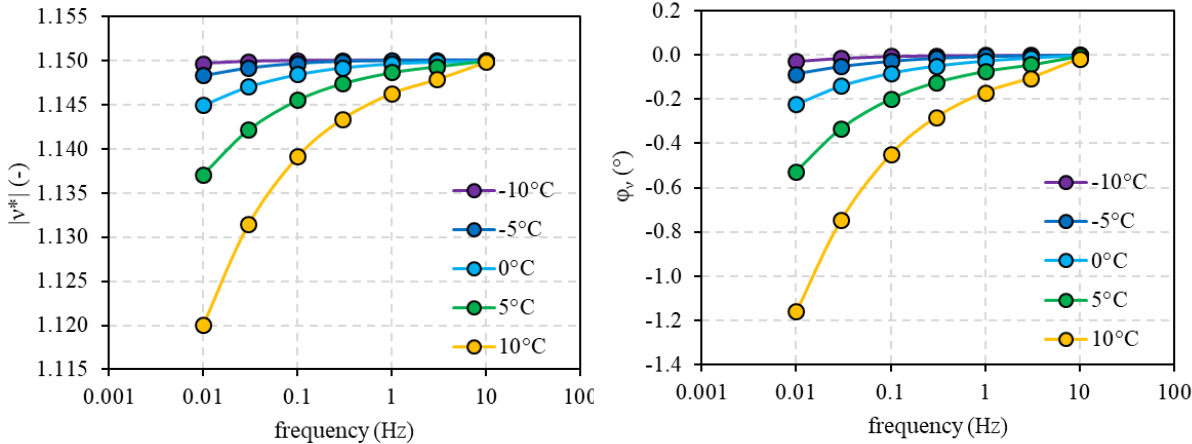 1.155
1.150
1.145
1.140
1.135
1.130
1.125
1.120
1.115
|ν*| (-)
0.001 0.01 0.1 1 10 100
frequency (Hz)
-10°C
-5°C
0°C
5°C
10°C
0.2
0.0
-0.2
-0.4
-0.6
-0.8
-1.0
-1.2
-1.4
φν (°)
0.001 0.01 0.1 1 10 100
frequency (Hz)
-10°C
-5°C
0°C
5°C
10°C